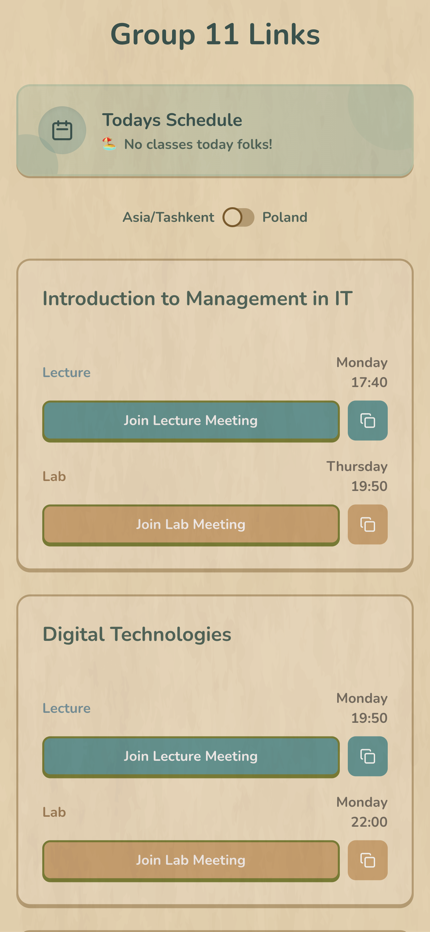 Group 11 Links
Todays Schedule
🏖️ No classes today folks!
Asia/Tashkent Poland
Introduction to Management in IT
Lecture
Monday
17:40
Join Lecture Meeting
Lab
Thursday
19:50
Join Lab Meeting
Digital Technologies
Lecture
Monday
19:50
Join Lecture Meeting
Lab
Monday
22:00
Join Lab Meeting